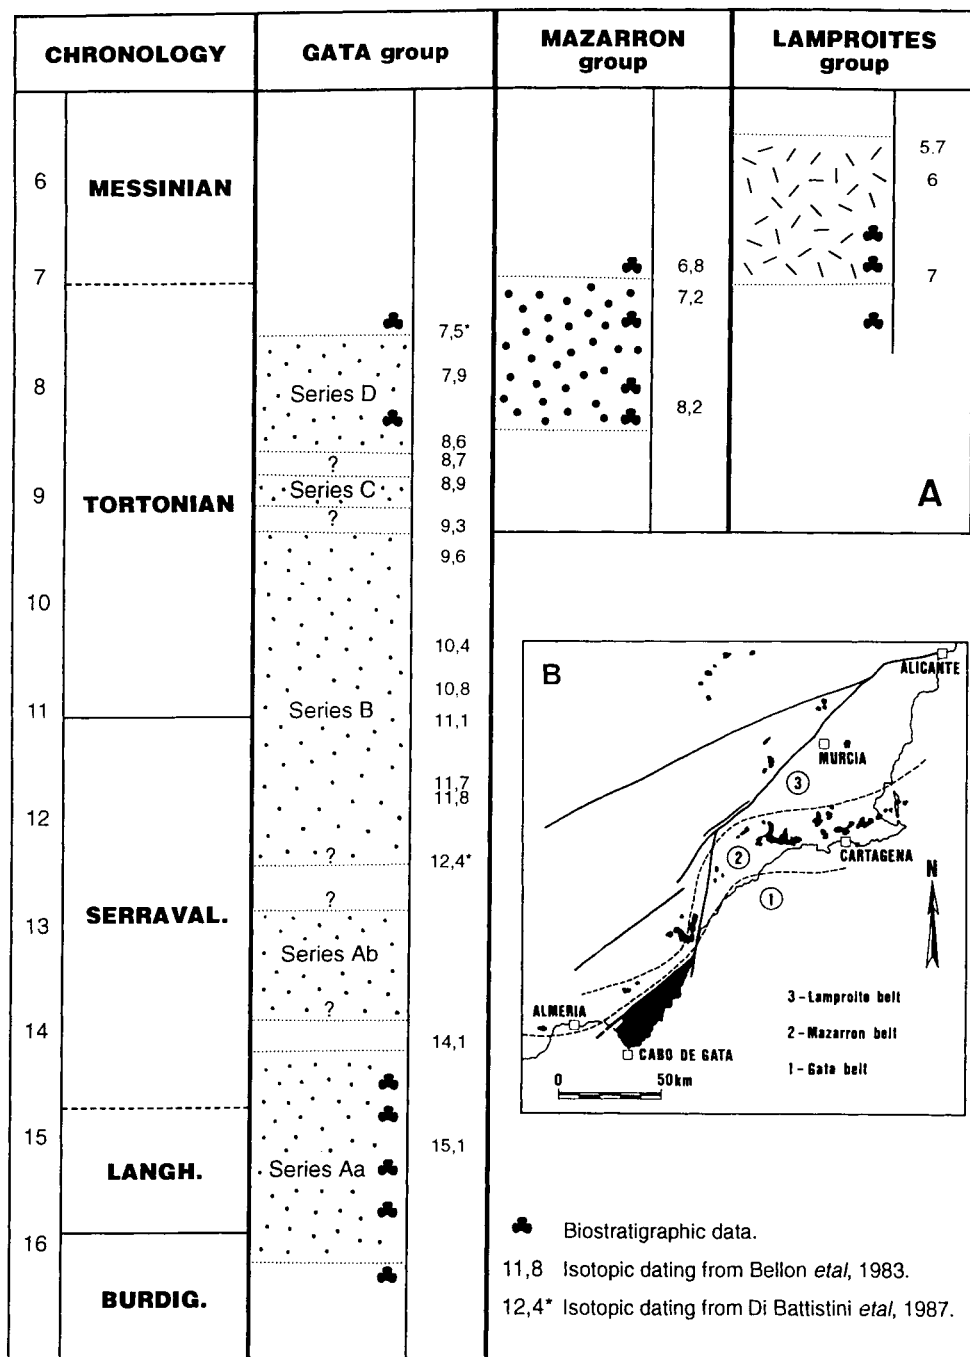 CHRONOLOGY
GATA group
MAZARRON
group
LAMPROITES
group
6
7
8
9
10
11
12
13
14
15
16
MESSINIAN
TORTONIAN
SERRAVAL.
LANGH.
BURDIG.
Series D
?
Series C
?
Series B
?
?
Series Ab
?
Series Aa
7,5*
7,9
8,6
8,7
8,9
9,3
9,6
10,4
10,8
11,1
11,7
11,8
12,4*
14,1
15,1
6,8
7,2
8,2
5.7
6
7
A
B
ALICANTE
MURCIA
3
CARTAGENA
2
1
N
ALMERIA
CABO DE GATA
0 50km
3-Lamproite belt
2-Mazarron belt
1-Gata belt
Biostratigraphic data.
11,8 Isotopic dating from Bellon etal, 1983.
12,4* Isotopic dating from Di Battistini etal, 1987.